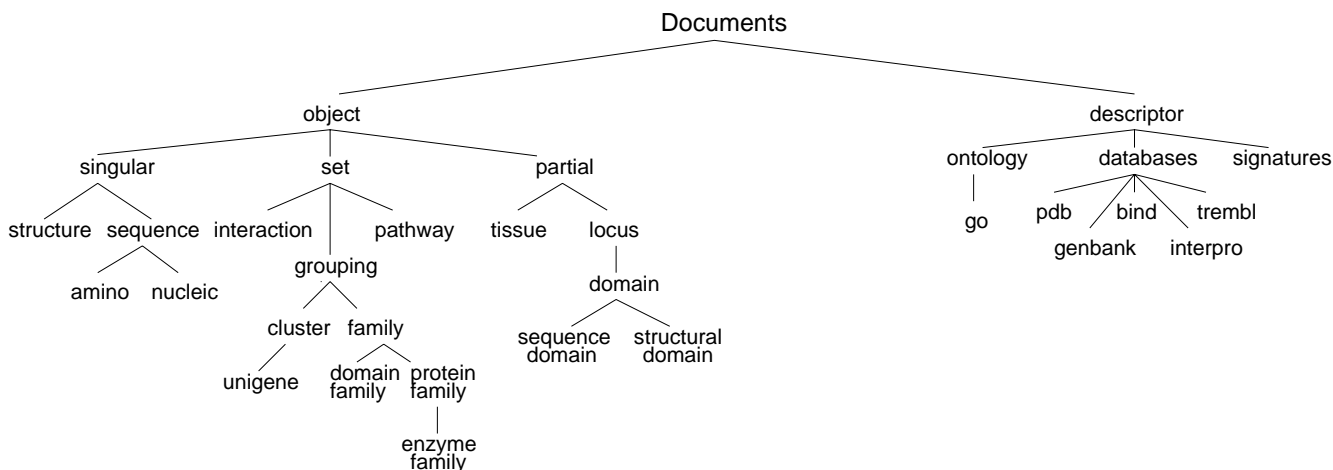 Documents
object descriptor
singular set partial ontology databases signatures
structure sequence interaction pathway tissue locus go pdb bind trembl
genbank interpro
grouping
amino nucleic domain
cluster family sequence structural
domain domain
unigene domain protein
family family
enzyme
family